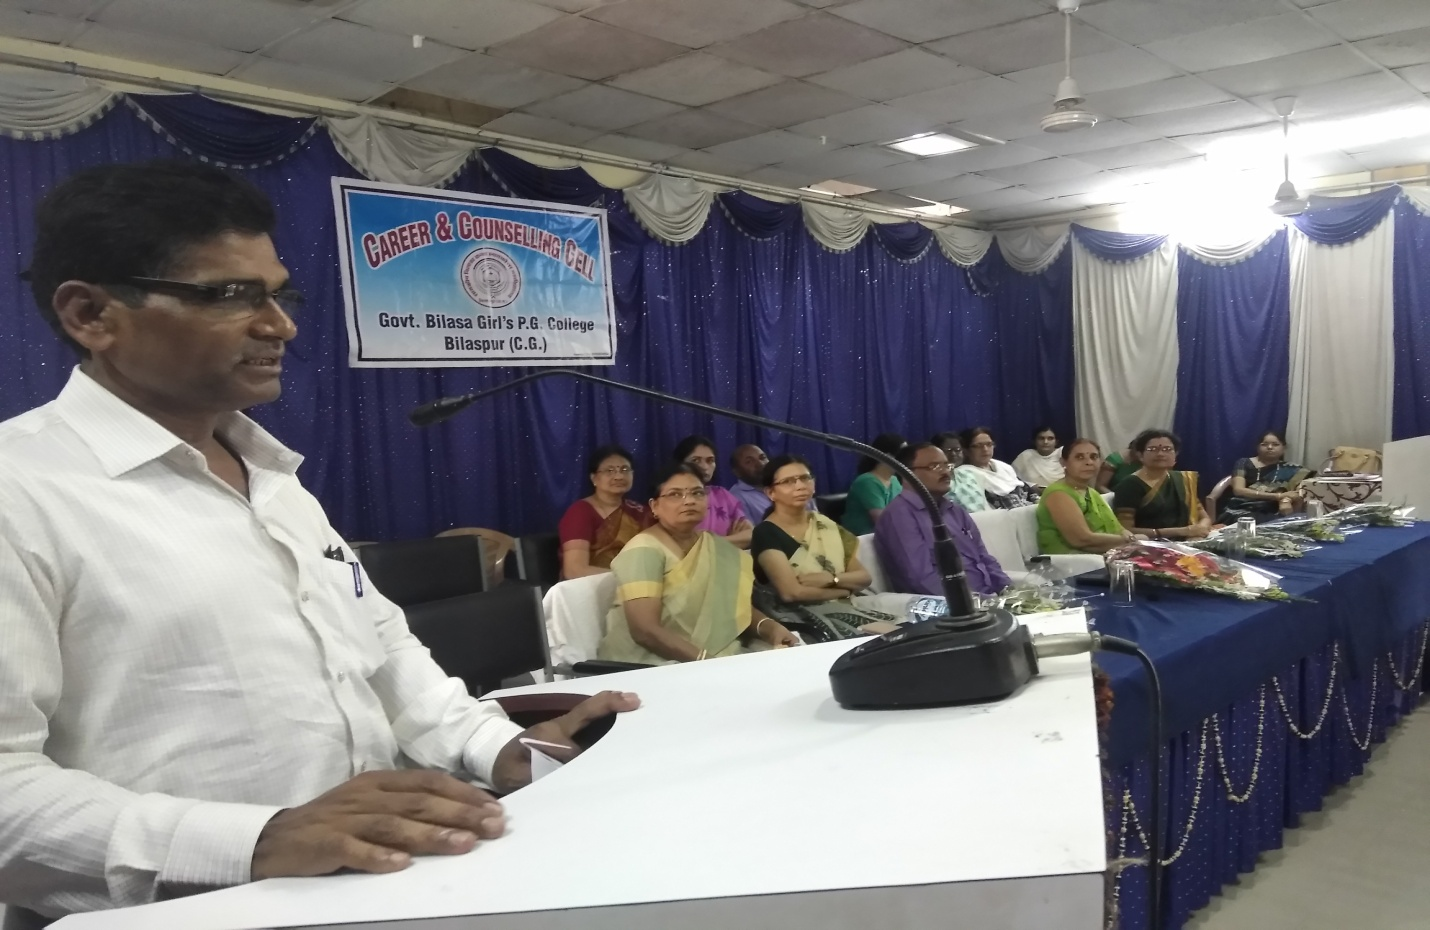 CAREER & COUNSELLING CELL
Govt. Bilasa Girl's P.G. College
Bilaspur (C.G.)